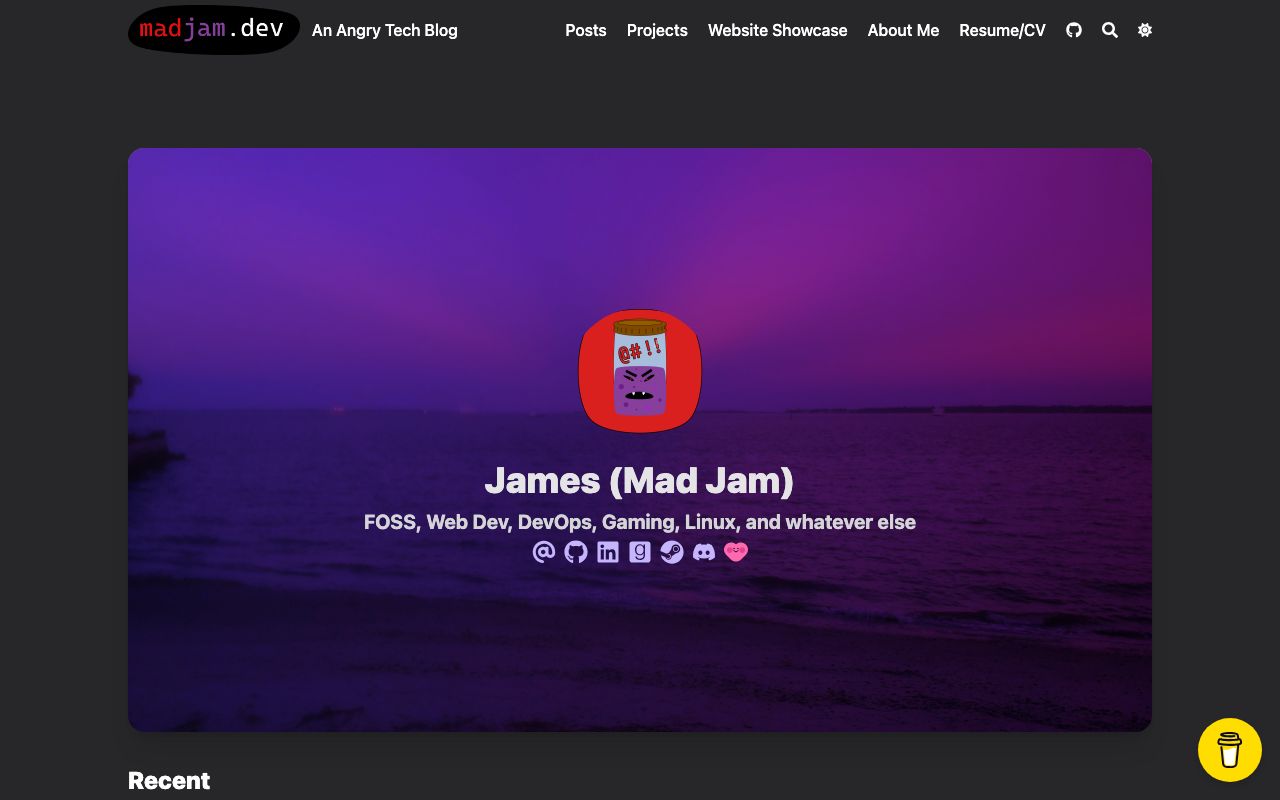 madjam.dev
An Angry Tech Blog
Posts
Projects
Website Showcase
About Me
Resume/CV
@#!!
James (Mad Jam)
FOSS, Web Dev, DevOps, Gaming, Linux, and whatever else
Recent